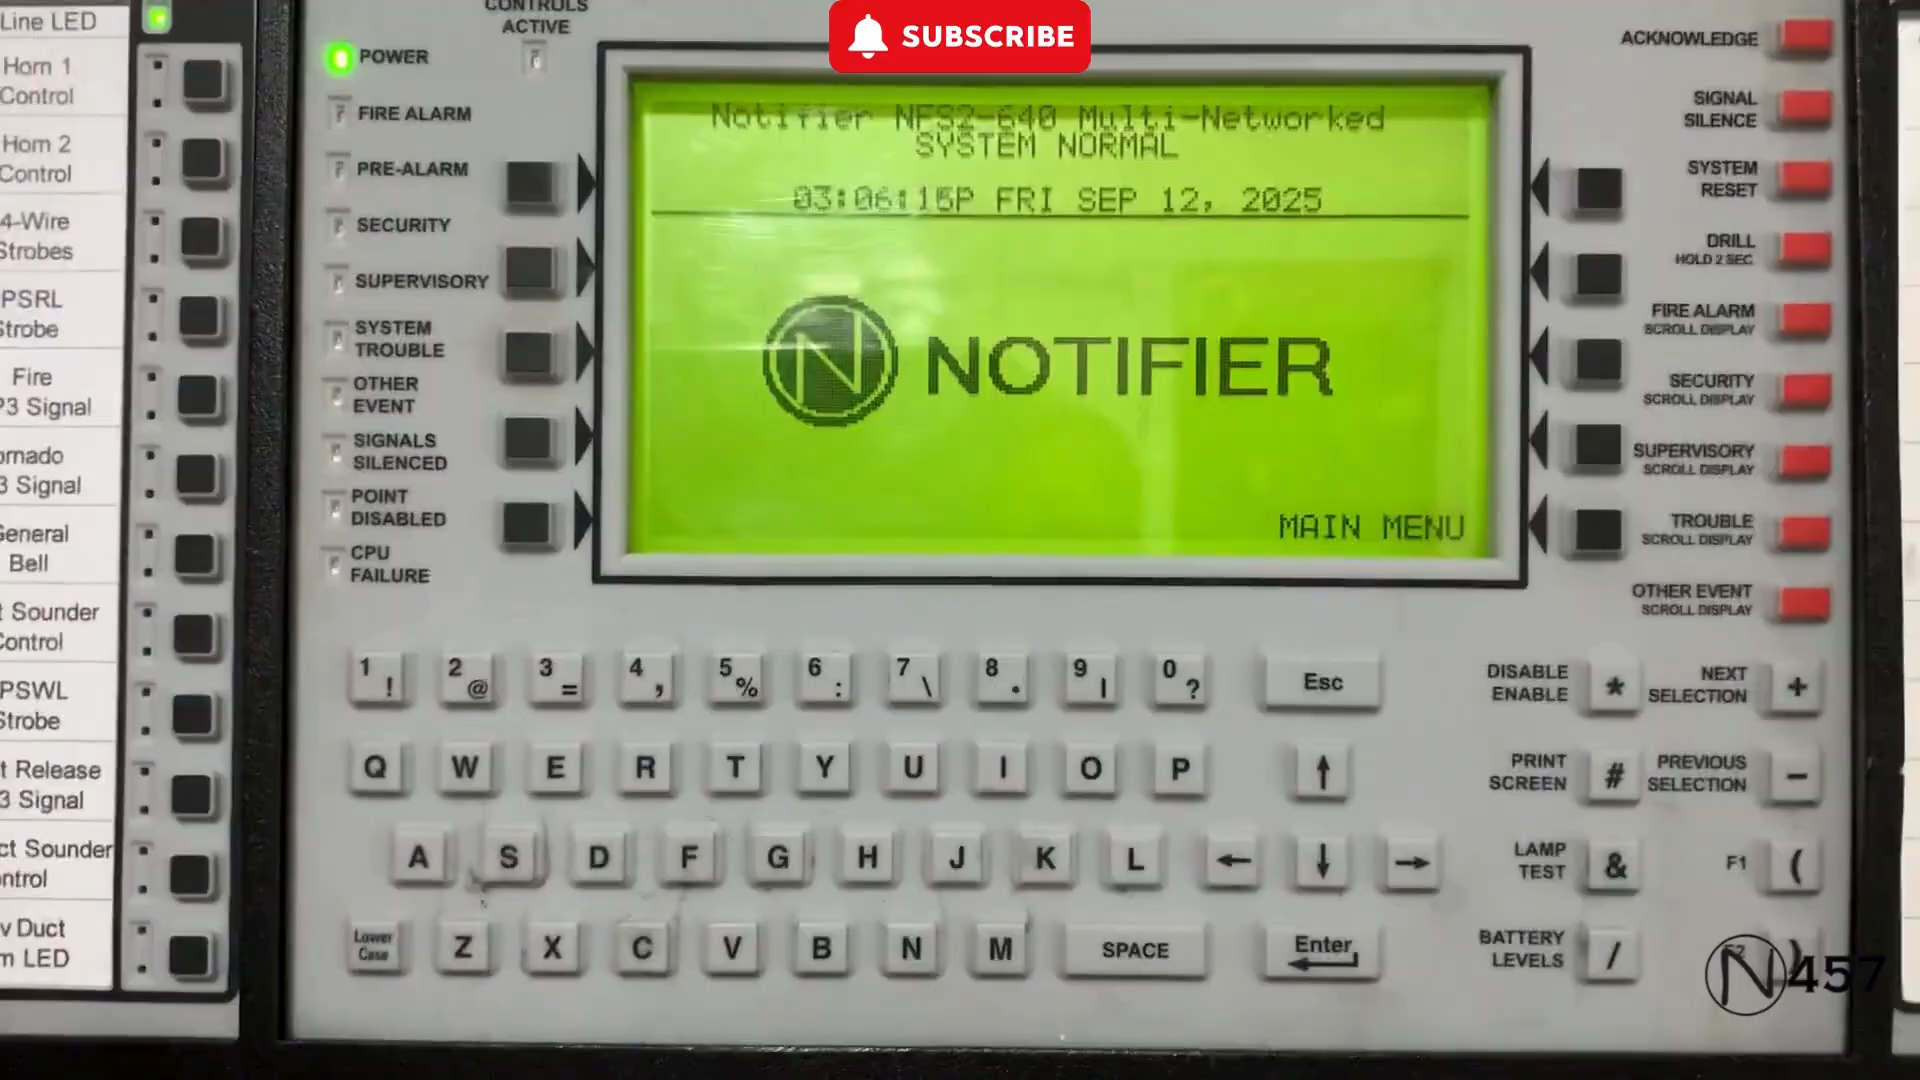 SUBSCRIBE
Line LED
Horn 1
Control
Horn 2
Control
4-Wire
Strobes
PSRL
Strobe
Fire
P3 Signal
3 Signal
General
Bell
t Sounder
Control
PSWL
Strobe
t Release
3 Signal
ct Sounder
v Duct
LED
CONTROLS
ACTIVE
POWER
FIRE ALARM
PRE-ALARM
SECURITY
SUPERVISORY
SYSTEM
TROUBLE
OTHER
EVENT
SIGNALS
SILENCED
POINT
DISABLED
CPU
FAILURE
Notifier NFS2-640 Multi-Networked
SYSTEM NORMAL
03:06:15P FRI SEP 12, 2025
N NOTIFIER
MAIN MENU
ACKNOWLEDGE
SIGNAL
SILENCE
SYSTEM
RESET
DRILL
HOLD 2 SEC
FIRE ALARM
SCROLL DISPLAY
SECURITY
SCROLL DISPLAY
SUPERVISORY
SCROLL DISPLAY
TROUBLE
SCROLL DISPLAY
OTHER EVENT
SCROLL DISPLAY
1 ! 2 @ 3 = 4 , 5 % 6 : 7 \ 8 . 9 | 0 ? Esc
Q W E R T Y U I O P ↑
A S D F G H J K L ← ↓ →
Lower
Case
Z X C V B N M SPACE Enter
DISABLE
ENABLE
*
NEXT
SELECTION
+
PRINT
SCREEN
#
PREVIOUS
SELECTION
−
LAMP
TEST
&
F1
(
BATTERY
LEVELS
/
F2
)
N457